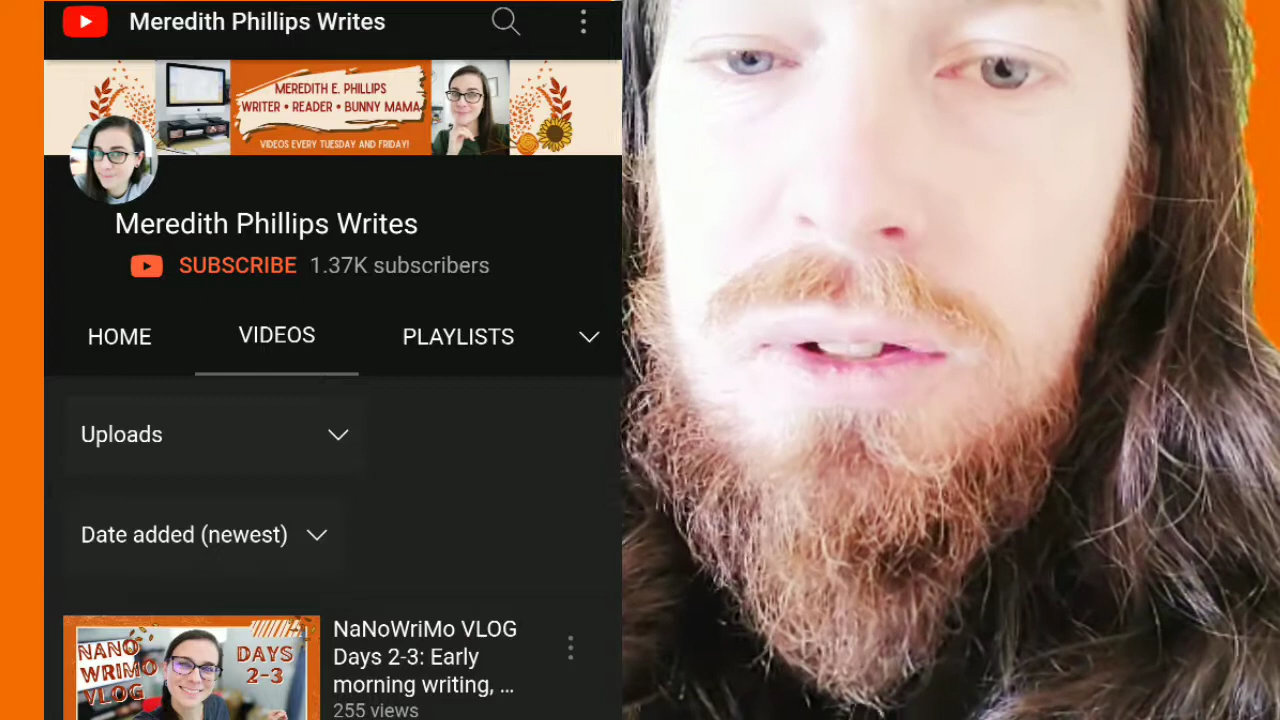 Meredith Phillips Writes
MEREDITH E. PHILLIPS
WRITER • READER • BUNNY MAMA
VIDEOS EVERY TUESDAY AND FRIDAY!
Meredith Phillips Writes
SUBSCRIBE 1.37K subscribers
HOME VIDEOS PLAYLISTS
Uploads
Date added (newest)
NANO
WRIMO
VLOG
DAYS
2-3
NaNoWriMo VLOG
Days 2-3: Early
morning writing, ...
255 views